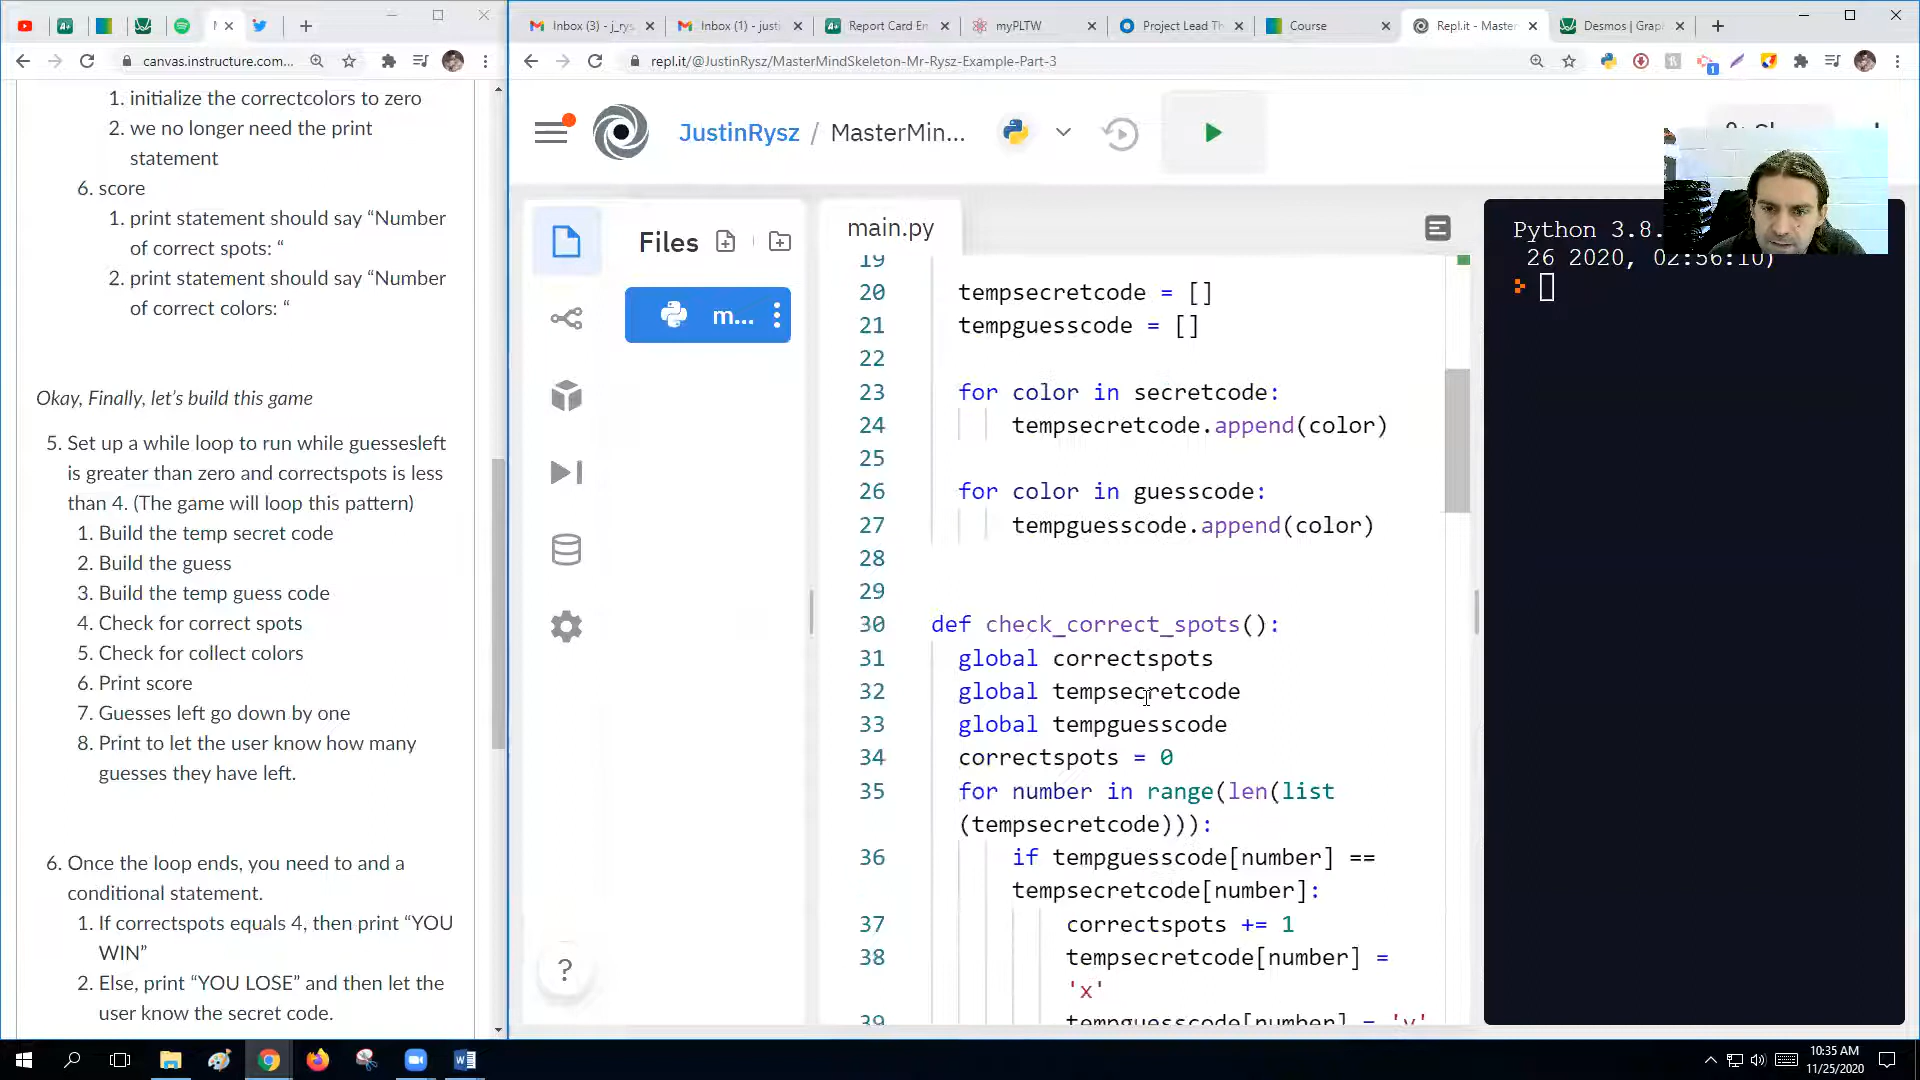 Inbox (3) - j_rys
Inbox (1) - justi
Report Card En
myPLTW
Project Lead Th
Course
Repl.it - Master
Desmos | Grap
canvas.instructure.com...
repl.it/@JustinRysz/MasterMindSkeleton-Mr-Rysz-Example-Part-3
1. initialize the correctcolors to zero
2. we no longer need the print
statement
6. score
1. print statement should say “Number
of correct spots: “
2. print statement should say “Number
of correct colors: “
Okay, Finally, let’s build this game
5. Set up a while loop to run while guessesleft
is greater than zero and correctspots is less
than 4. (The game will loop this pattern)
1. Build the temp secret code
2. Build the guess
3. Build the temp guess code
4. Check for correct spots
5. Check for collect colors
6. Print score
7. Guesses left go down by one
8. Print to let the user know how many
guesses they have left.
6. Once the loop ends, you need to and a
conditional statement.
1. If correctspots equals 4, then print “YOU
WIN”
2. Else, print “YOU LOSE” and then let the
user know the secret code.
JustinRysz / MasterMin...
Files
m...
main.py
19
20 tempsecretcode = []
21 tempguesscode = []
22
23 for color in secretcode:
24 tempsecretcode.append(color)
25
26 for color in guesscode:
27 tempguesscode.append(color)
28
29
30 def check_correct_spots():
31 global correctspots
32 global tempsecretcode
33 global tempguesscode
34 correctspots = 0
35 for number in range(len(list
(tempsecretcode))):
36 if tempguesscode[number] ==
tempsecretcode[number]:
37 correctspots += 1
38 tempsecretcode[number] =
'x'
39 tempguesscode[number] = 'y'
Python 3.8.
26 2020, 02:56:10)
?
10:35 AM
11/25/2020